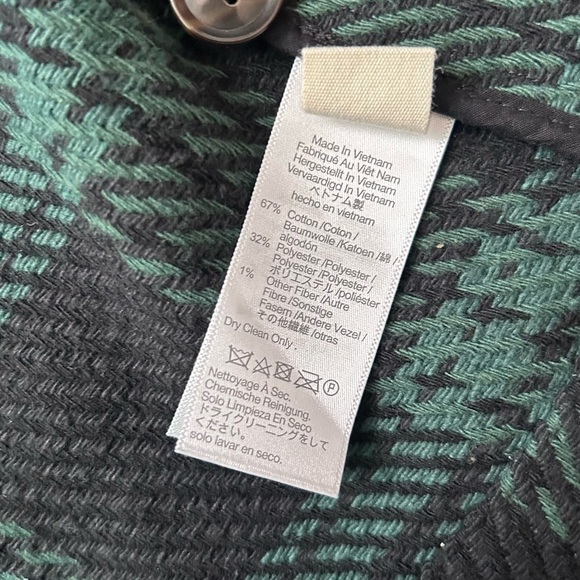 Made In Vietnam
Fabriqué Au Viêt Nam
Hergestellt In Vietnam
Vervaardigd In Vietnam
ベトナム製
hecho en vietnam
67% Cotton /Coton /
Baumwolle /Katoen /綿 /
algodón
32% Polyester /Polyester /
Polyester /Polyester /
ポリエステル /poliéster
1% Other Fiber /Autre
Fibre /Sonstige
Fasern /Andere Vezel /
その他繊維 /otras
Dry Clean Only .
P
Nettoyage À Sec.
Chemische Reinigung.
Solo Limpieza En Seco
ドライクリーニングをして
ください。
solo lavar en seco.